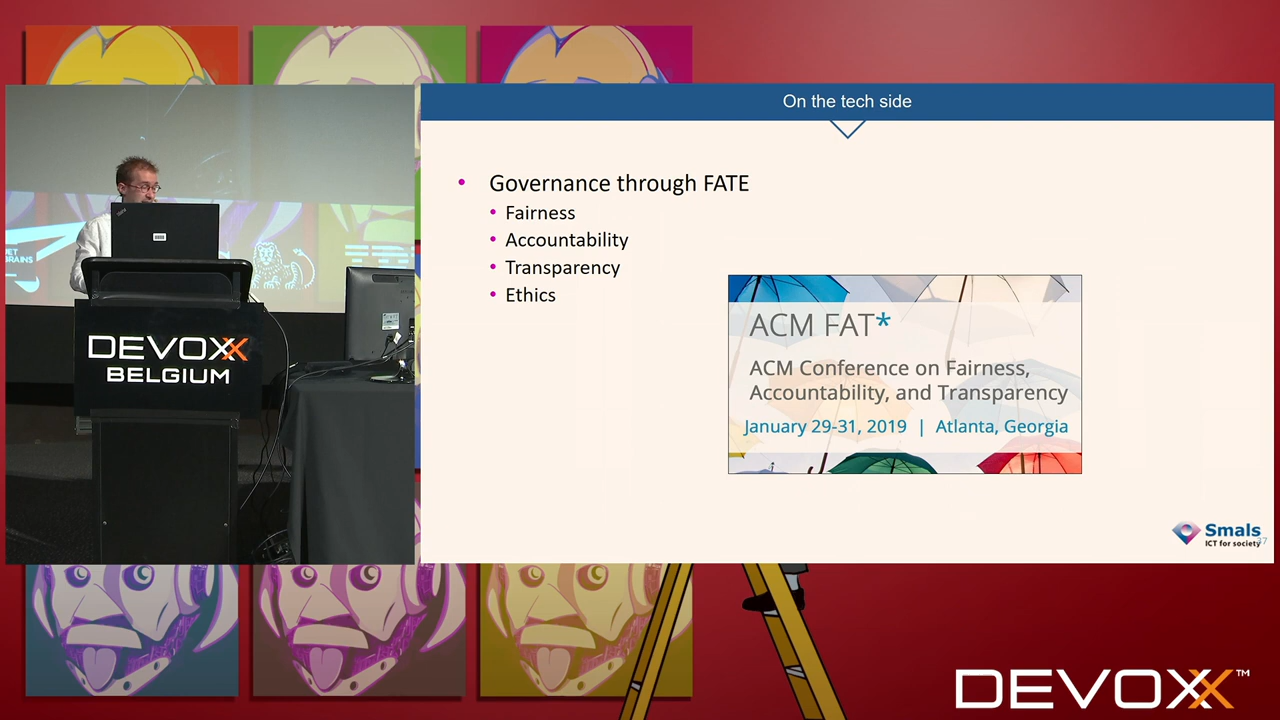 On the tech side
• Governance through FATE
• Fairness
• Accountability
• Transparency
• Ethics
ACM FAT*
ACM Conference on Fairness,
Accountability, and Transparency
January 29-31, 2019 | Atlanta, Georgia
Smals
ICT for society
DEVOXX
BELGIUM
DEVOXX™